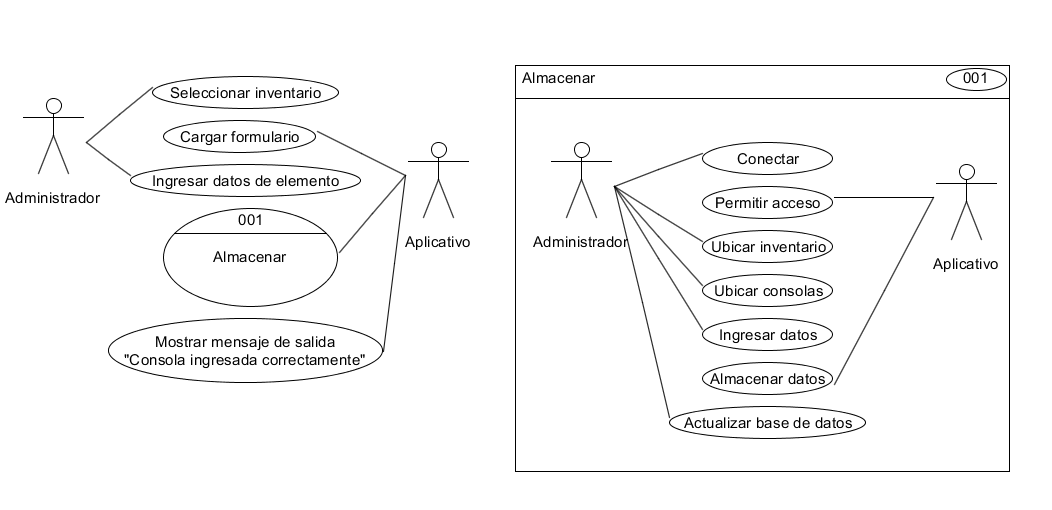 Seleccionar inventario
Cargar formulario
Ingresar datos de elemento
Administrador
001
Almacenar
Aplicativo
Mostrar mensaje de salida
"Consola ingresada correctamente"
Almacenar
001
Conectar
Permitir acceso
Administrador
Ubicar inventario
Aplicativo
Ubicar consolas
Ingresar datos
Almacenar datos
Actualizar base de datos